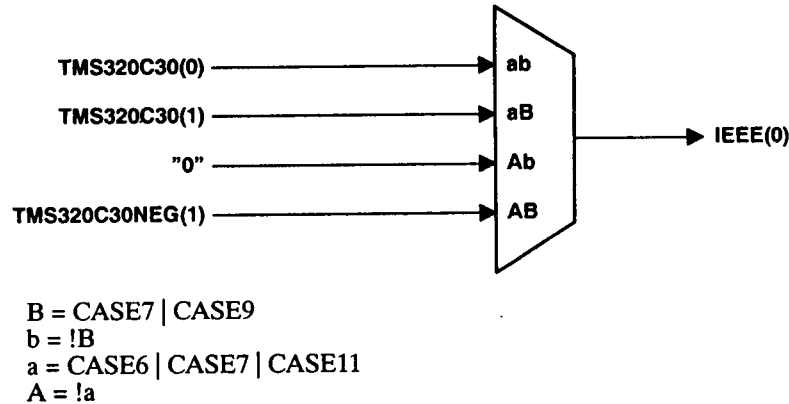 TMS320C30(0) ab
TMS320C30(1) aB
IEEE(0)
"0" Ab
TMS320C30NEG(1) AB
B = CASE7 | CASE9
b = !B
a = CASE6 | CASE7 | CASE11
A = !a